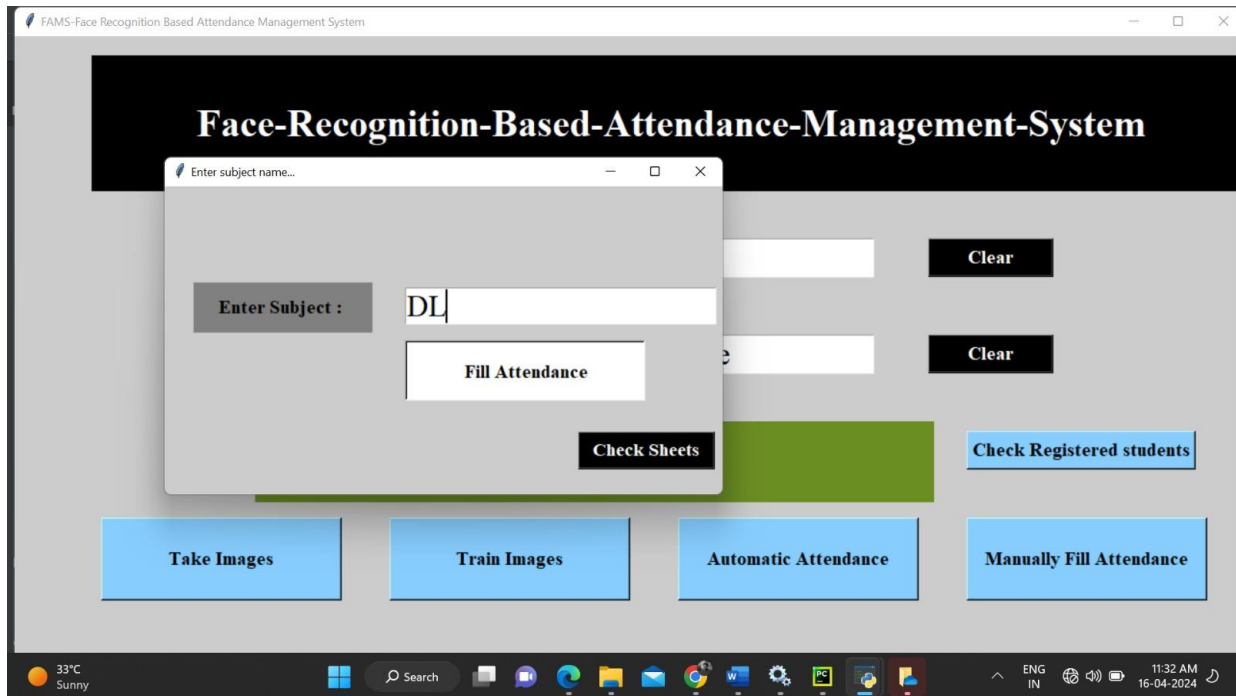 FAMS-Face Recognition Based Attendance Management System
Face-Recognition-Based-Attendance-Management-System
Enter subject name...
Clear
Enter Subject :
DL
Clear
Fill Attendance
Check Sheets
Check Registered students
Take Images
Train Images
Automatic Attendance
Manually Fill Attendance
33°C
Sunny
Search
ENG
IN
11:32 AM
16-04-2024